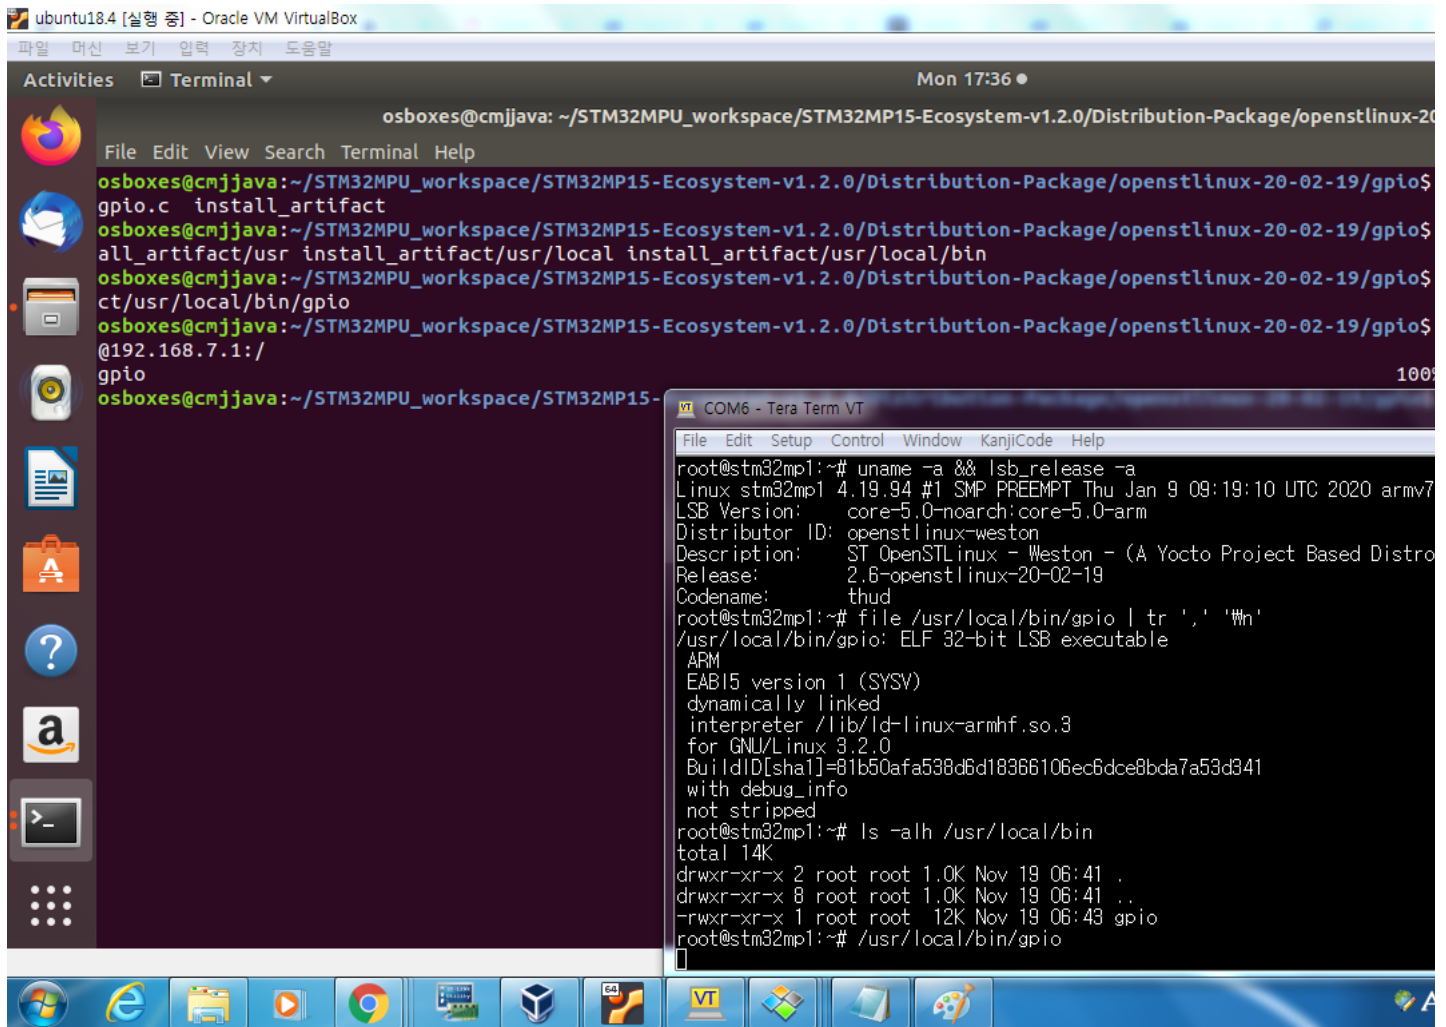 ubuntu18.4 [실행 중] - Oracle VM VirtualBox
파일 머신 보기 입력 장치 도움말
Activities Terminal Mon 17:36
osboxes@cmjjava: ~/STM32MPU_workspace/STM32MP15-Ecosystem-v1.2.0/Distribution-Package/openstlinux-20
File Edit View Search Terminal Help
osboxes@cmjjava:~/STM32MPU_workspace/STM32MP15-Ecosystem-v1.2.0/Distribution-Package/openstlinux-20-02-19/gpio$
gpio.c install_artifact
osboxes@cmjjava:~/STM32MPU_workspace/STM32MP15-Ecosystem-v1.2.0/Distribution-Package/openstlinux-20-02-19/gpio$
all_artifact/usr install_artifact/usr/local install_artifact/usr/local/bin
osboxes@cmjjava:~/STM32MPU_workspace/STM32MP15-Ecosystem-v1.2.0/Distribution-Package/openstlinux-20-02-19/gpio$
ct/usr/local/bin/gpio
osboxes@cmjjava:~/STM32MPU_workspace/STM32MP15-Ecosystem-v1.2.0/Distribution-Package/openstlinux-20-02-19/gpio$
@192.168.7.1:/
gpio 100%
osboxes@cmjjava:~/STM32MPU_workspace/STM32MP15-
COM6 - Tera Term VT
File Edit Setup Control Window KanjiCode Help
root@stm32mp1:~# uname -a && lsb_release -a
Linux stm32mp1 4.19.94 #1 SMP PREEMPT Thu Jan 9 09:19:10 UTC 2020 armv7
LSB Version: core-5.0-noarch:core-5.0-arm
Distributor ID: openstlinux-weston
Description: ST OpenSTLinux - Weston - (A Yocto Project Based Distro
Release: 2.6-openstlinux-20-02-19
Codename: thud
root@stm32mp1:~# file /usr/local/bin/gpio | tr ',' '₩n'
/usr/local/bin/gpio: ELF 32-bit LSB executable
ARM
EABI5 version 1 (SYSV)
dynamically linked
interpreter /lib/ld-linux-armhf.so.3
for GNU/Linux 3.2.0
BuildID[sha1]=81b50afa538d6d18366106ec6dce8bda7a53d341
with debug_info
not stripped
root@stm32mp1:~# ls -alh /usr/local/bin
total 14K
drwxr-xr-x 2 root root 1.0K Nov 19 06:41 .
drwxr-xr-x 8 root root 1.0K Nov 19 06:41 ..
-rwxr-xr-x 1 root root 12K Nov 19 06:43 gpio
root@stm32mp1:~# /usr/local/bin/gpio
64
VT
A